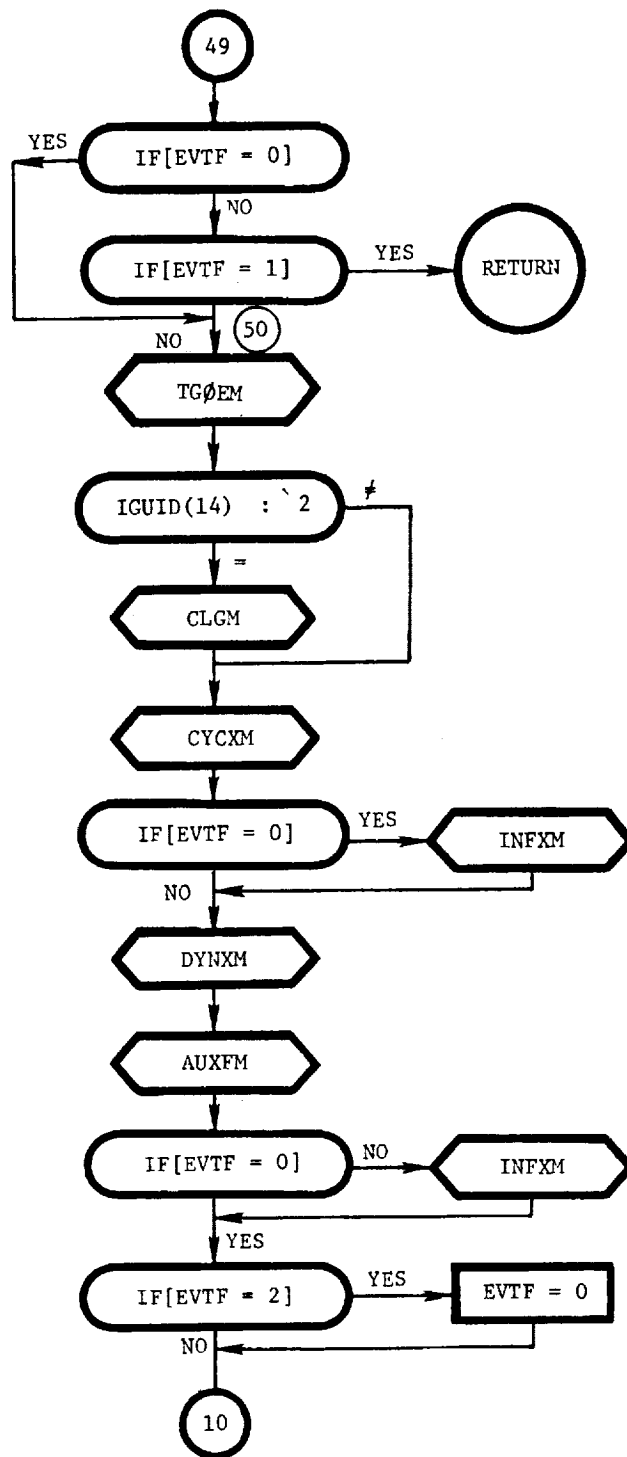 49
YES
IF[EVTF = 0]
NO
IF[EVTF = 1]
YES
RETURN
50
NO
TGØEM
IGUID(14) : `2
≠
=
CLGM
CYCXM
IF[EVTF = 0]
YES
INFXM
NO
DYNXM
AUXFM
IF[EVTF = 0]
NO
INFXM
YES
IF[EVTF = 2]
YES
EVTF = 0
NO
10